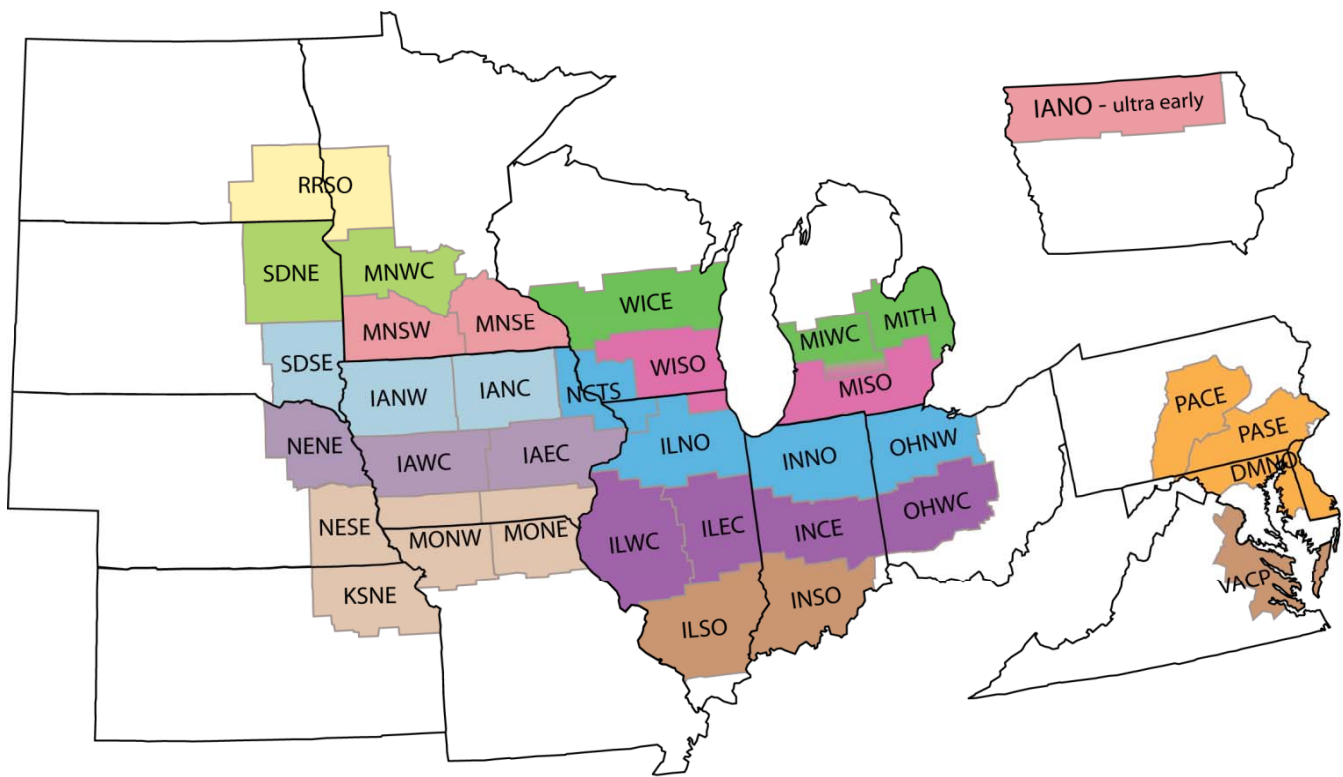 IANO - ultra early
RRSO
SDNE
MNWC
WICE
MITH
MNSW
MNSE
MIWC
SDSE
WISO
MISO
IANW
IANC
NCTS
PACE
NENE
IAWC
IAEC
ILNO
INNO
OHNW
PASE
DMNO
NESE
MONW
MONE
ILWC
ILEC
INCE
OHWC
KSNE
ILSO
INSO
VACP